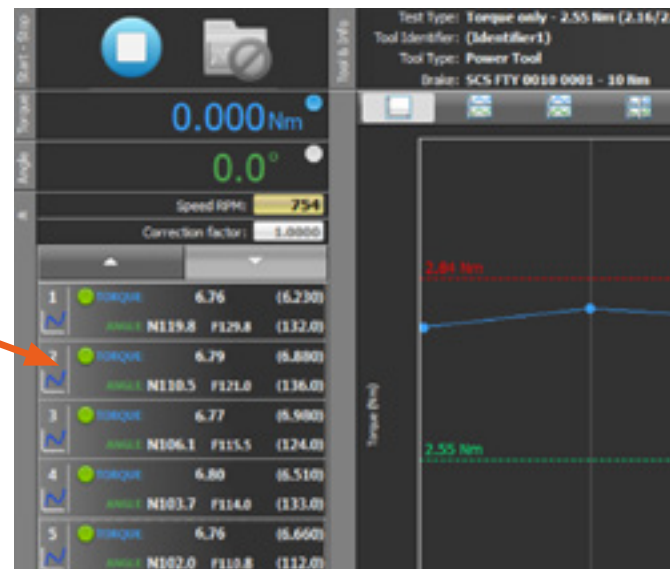 Start - Stop
Torque
Angle
0.000 Nm
0.0°
Speed RPM: 754
Correction factor: 1.0000
1 TORQUE 6.76 (6.230)
ANGLE N119.8 F129.8 (132.0)
2 TORQUE 6.79 (6.880)
ANGLE N110.5 F121.0 (136.0)
3 TORQUE 6.77 (6.980)
ANGLE N106.1 F115.5 (124.0)
4 TORQUE 6.80 (6.510)
ANGLE N103.7 F114.0 (133.0)
5 TORQUE 6.76 (6.660)
ANGLE N102.0 F110.8 (112.0)
Tool & Info
Test Type: Torque only - 2.55 Nm (2.16/2
Tool Identifier: (Identifier1)
Tool Type: Power Tool
Brake: SCS FTY 0010 0001 - 10 Nm
2.84 Nm
Torque (Nm)
2.55 Nm